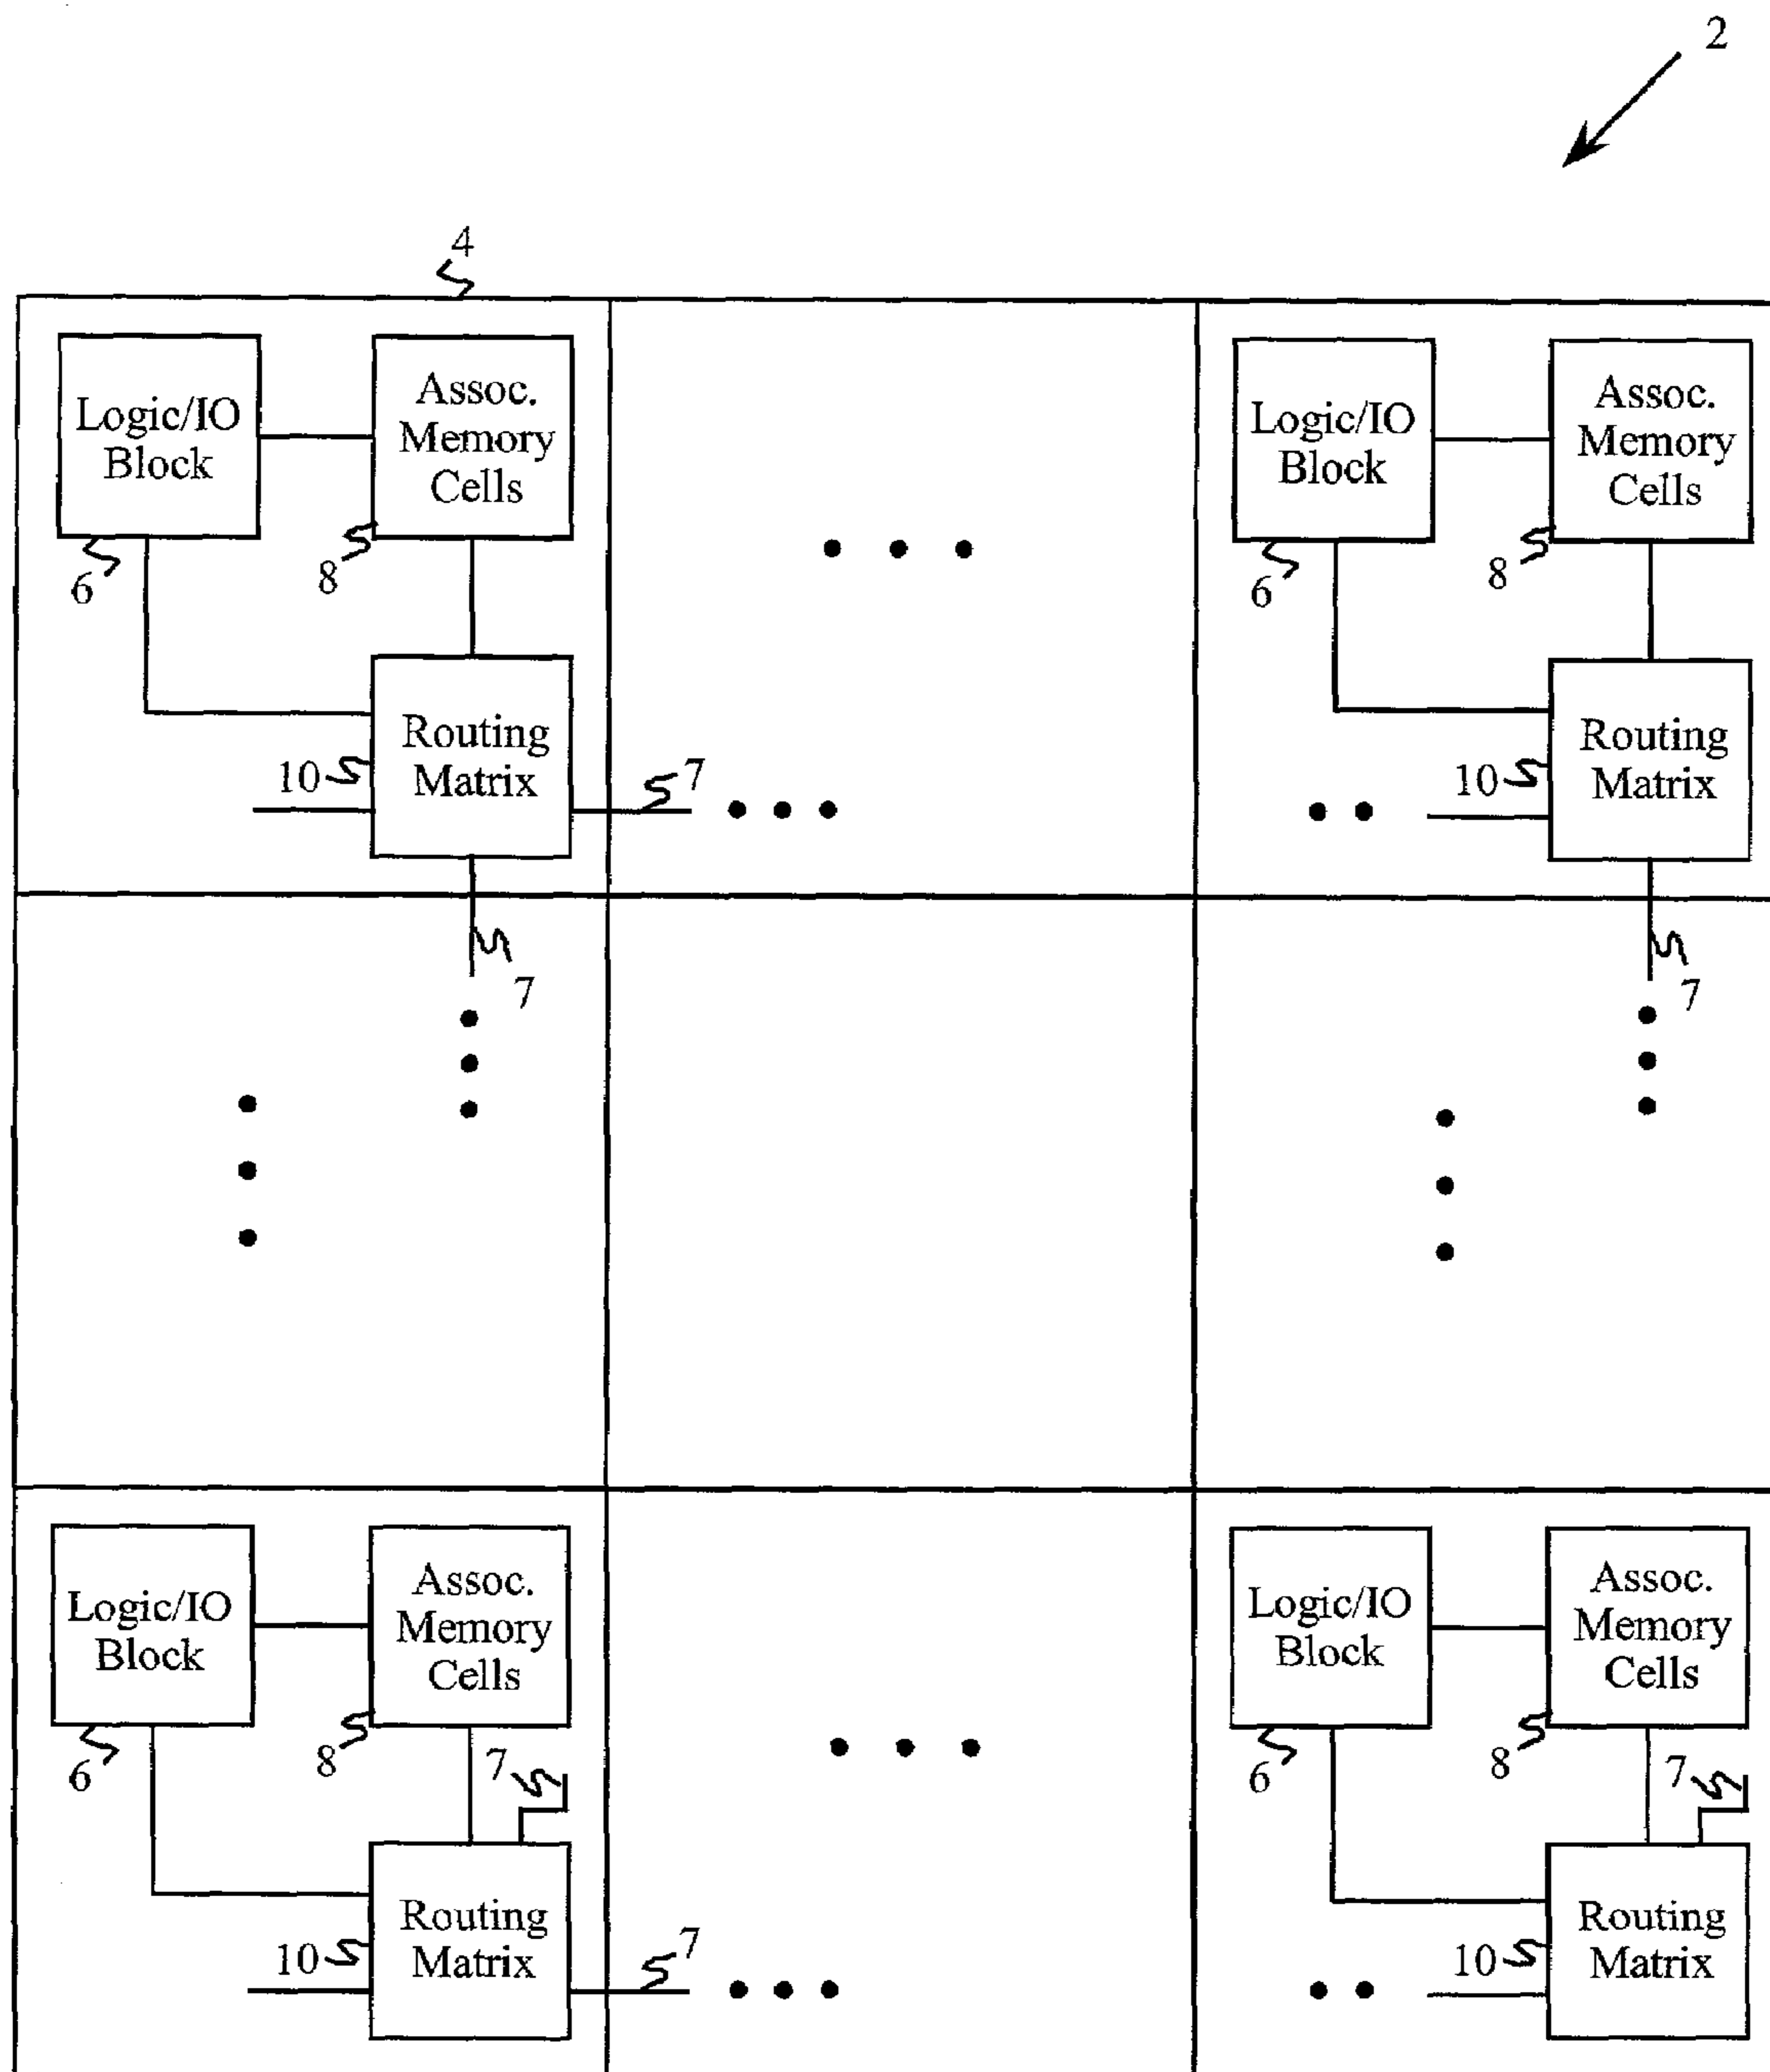 2
4
Logic/IO
Block
Assoc.
Memory
Cells
6
8
Routing
Matrix
10
7
7
Logic/IO
Block
Assoc.
Memory
Cells
6
8
Routing
Matrix
10
7
Logic/IO
Block
Assoc.
Memory
Cells
6
8
7
Routing
Matrix
10
7
Logic/IO
Block
Assoc.
Memory
Cells
6
8
7
Routing
Matrix
10